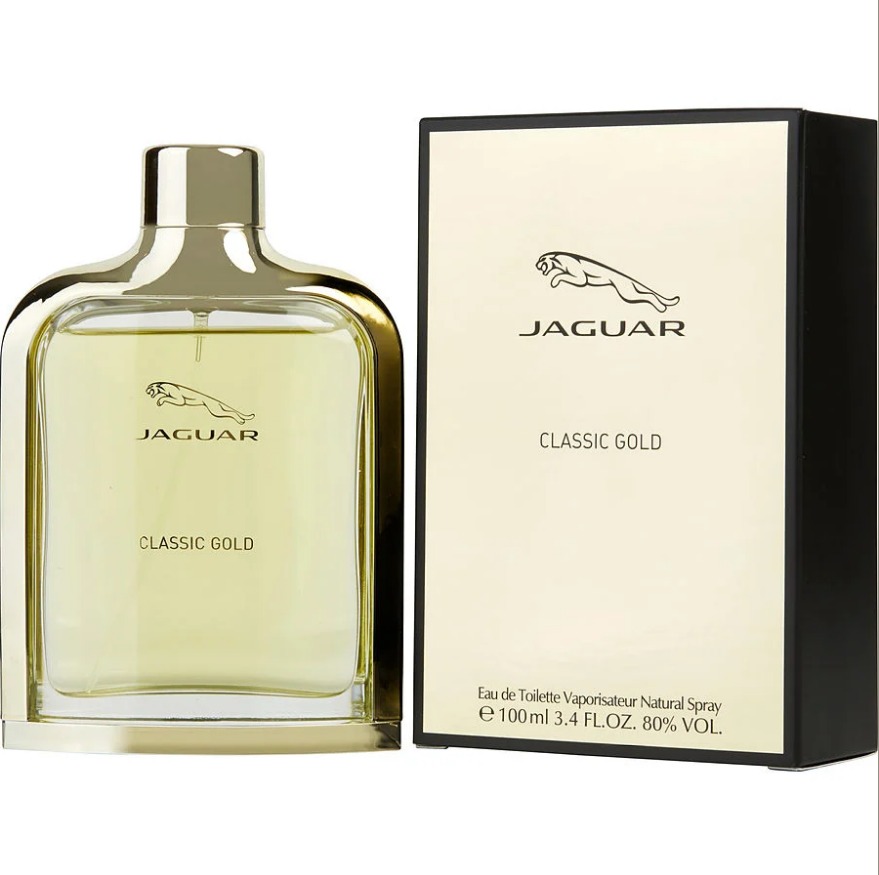 JAGUAR
CLASSIC GOLD
JAGUAR
CLASSIC GOLD
Eau de Toilette Vaporisateur Natural Spray
℮ 100 ml 3.4 FL.OZ. 80% VOL.